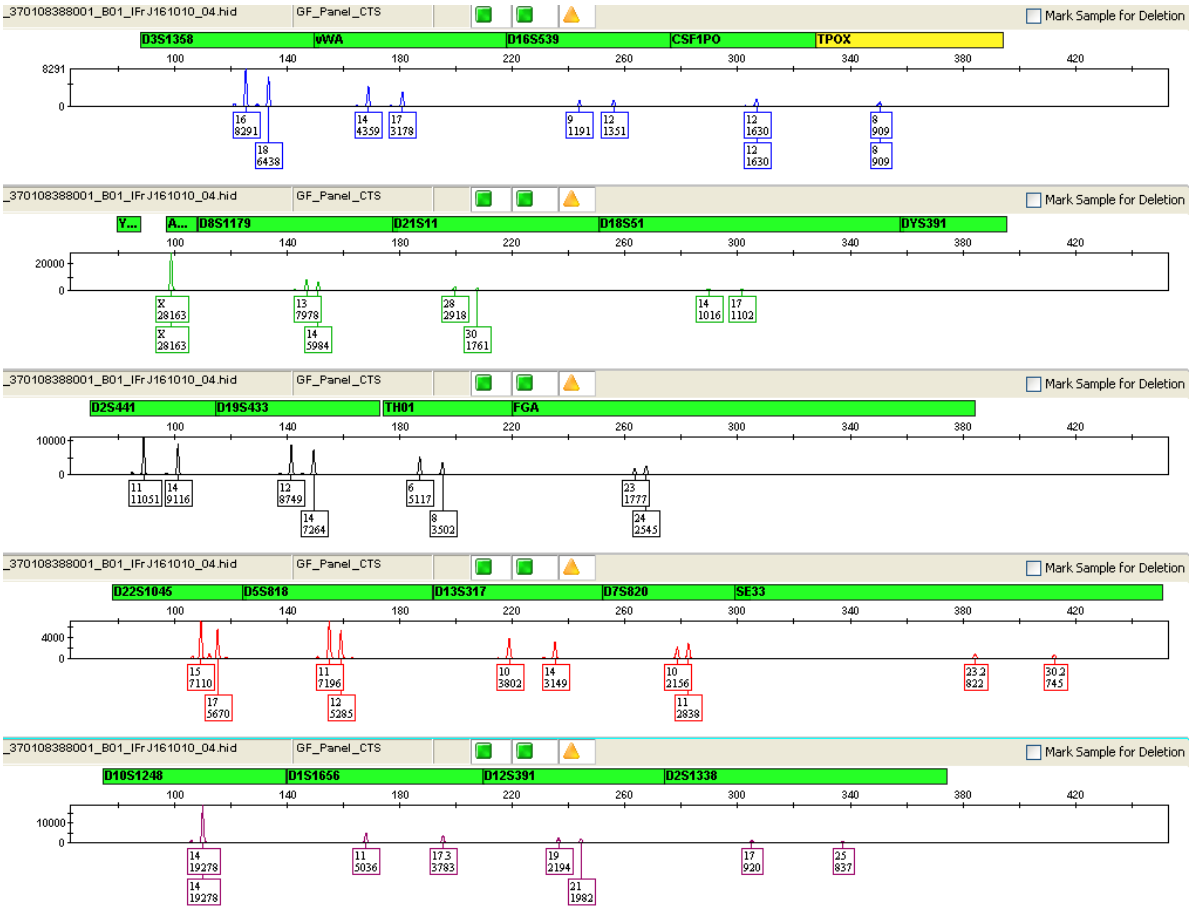 _370108388001_B01_IFrJ161010_04.hid GF_Panel_CTS Mark Sample for Deletion
D3S1358 vWA D16S539 CSF1PO TPOX
100 140 180 220 260 300 340 380 420
8291
0
16 14 17 9 12 12 8
8291 4359 3178 1191 1351 1630 909
18 12 8
6438 1630 909
_370108388001_B01_IFrJ161010_04.hid GF_Panel_CTS Mark Sample for Deletion
Y... A... D8S1179 D21S11 D18S51 DYS391
100 140 180 220 260 300 340 380 420
20000
0
X 13 28 14 17
28163 7978 2918 1016 1102
X 14 30
28163 5984 1761
_370108388001_B01_IFrJ161010_04.hid GF_Panel_CTS Mark Sample for Deletion
D2S441 D19S433 TH01 FGA
100 140 180 220 260 300 340 380 420
10000
0
11 14 12 6 23
11051 9116 8749 5117 1777
14 8 24
7264 3502 2545
_370108388001_B01_IFrJ161010_04.hid GF_Panel_CTS Mark Sample for Deletion
D22S1045 D5S818 D13S317 D7S820 SE33
100 140 180 220 260 300 340 380 420
4000
0
15 11 10 14 10 23.2 30.2
7110 7196 3802 3149 2156 822 745
17 12 11
5670 5285 2838
_370108388001_B01_IFrJ161010_04.hid GF_Panel_CTS Mark Sample for Deletion
D10S1248 D1S1656 D12S391 D2S1338
100 140 180 220 260 300 340 380 420
10000
0
14 11 17.3 19 17 25
19278 5036 3783 2194 920 837
14 21
19278 1982